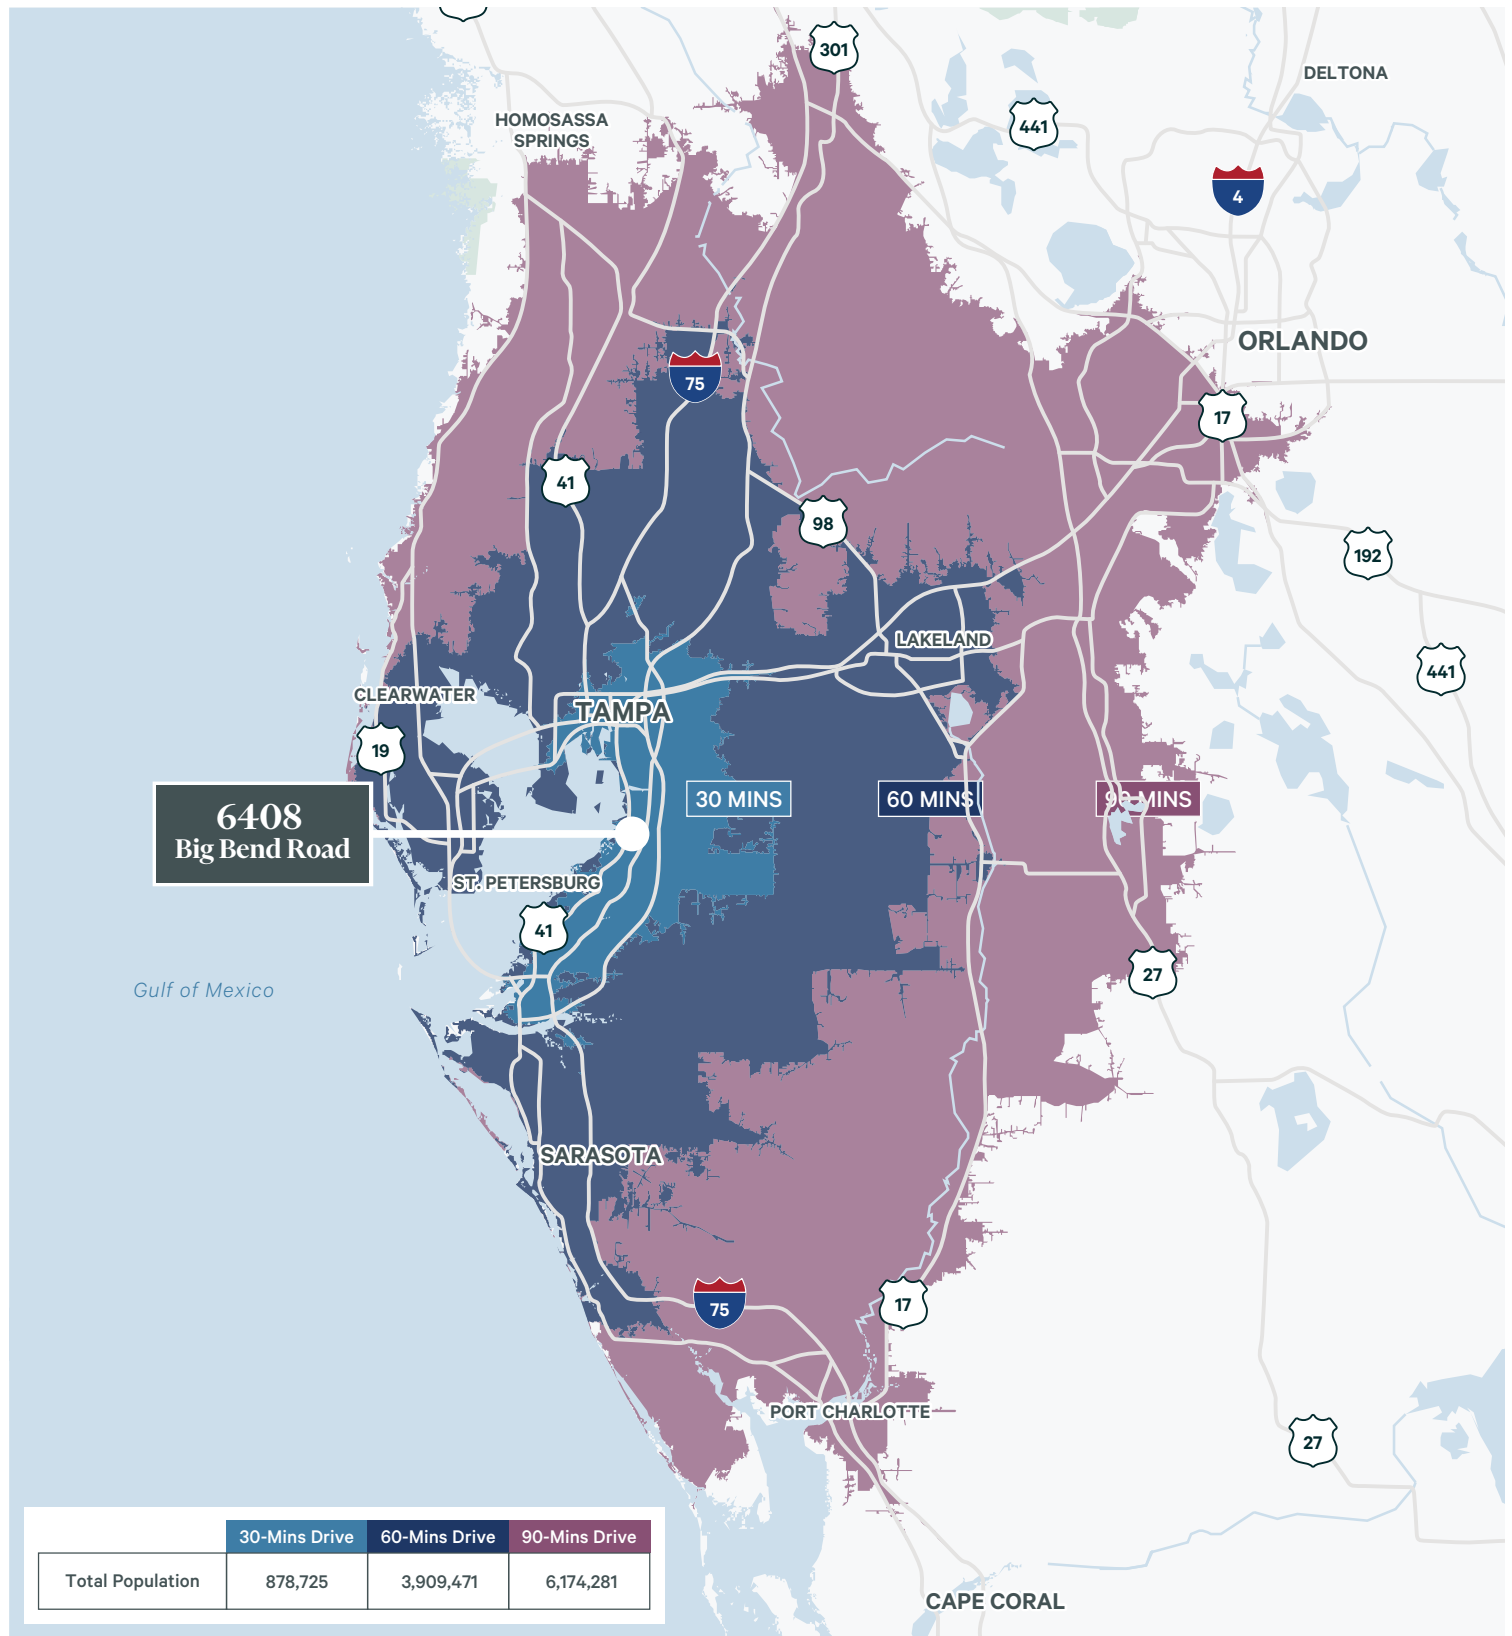 301
DELTONA
HOMOSASSA
SPRINGS
441
4
ORLANDO
75
17
41
98
192
LAKELAND
441
CLEARWATER
TAMPA
19
6408
Big Bend Road
30 MINS
60 MINS
90 MINS
ST. PETERSBURG
41
27
Gulf of Mexico
SARASOTA
75
17
PORT CHARLOTTE
27
30-Mins Drive 60-Mins Drive 90-Mins Drive
Total Population 878,725 3,909,471 6,174,281
CAPE CORAL